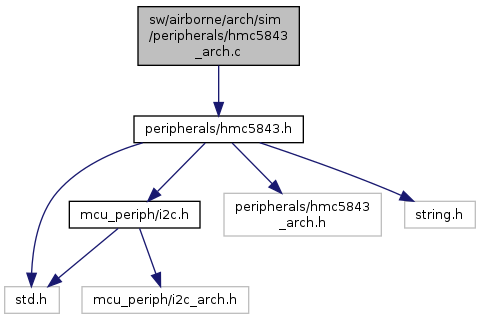 sw/airborne/arch/sim
/peripherals/hmc5843
_arch.c
peripherals/hmc5843.h
mcu_periph/i2c.h
peripherals/hmc5843
_arch.h
string.h
std.h
mcu_periph/i2c_arch.h